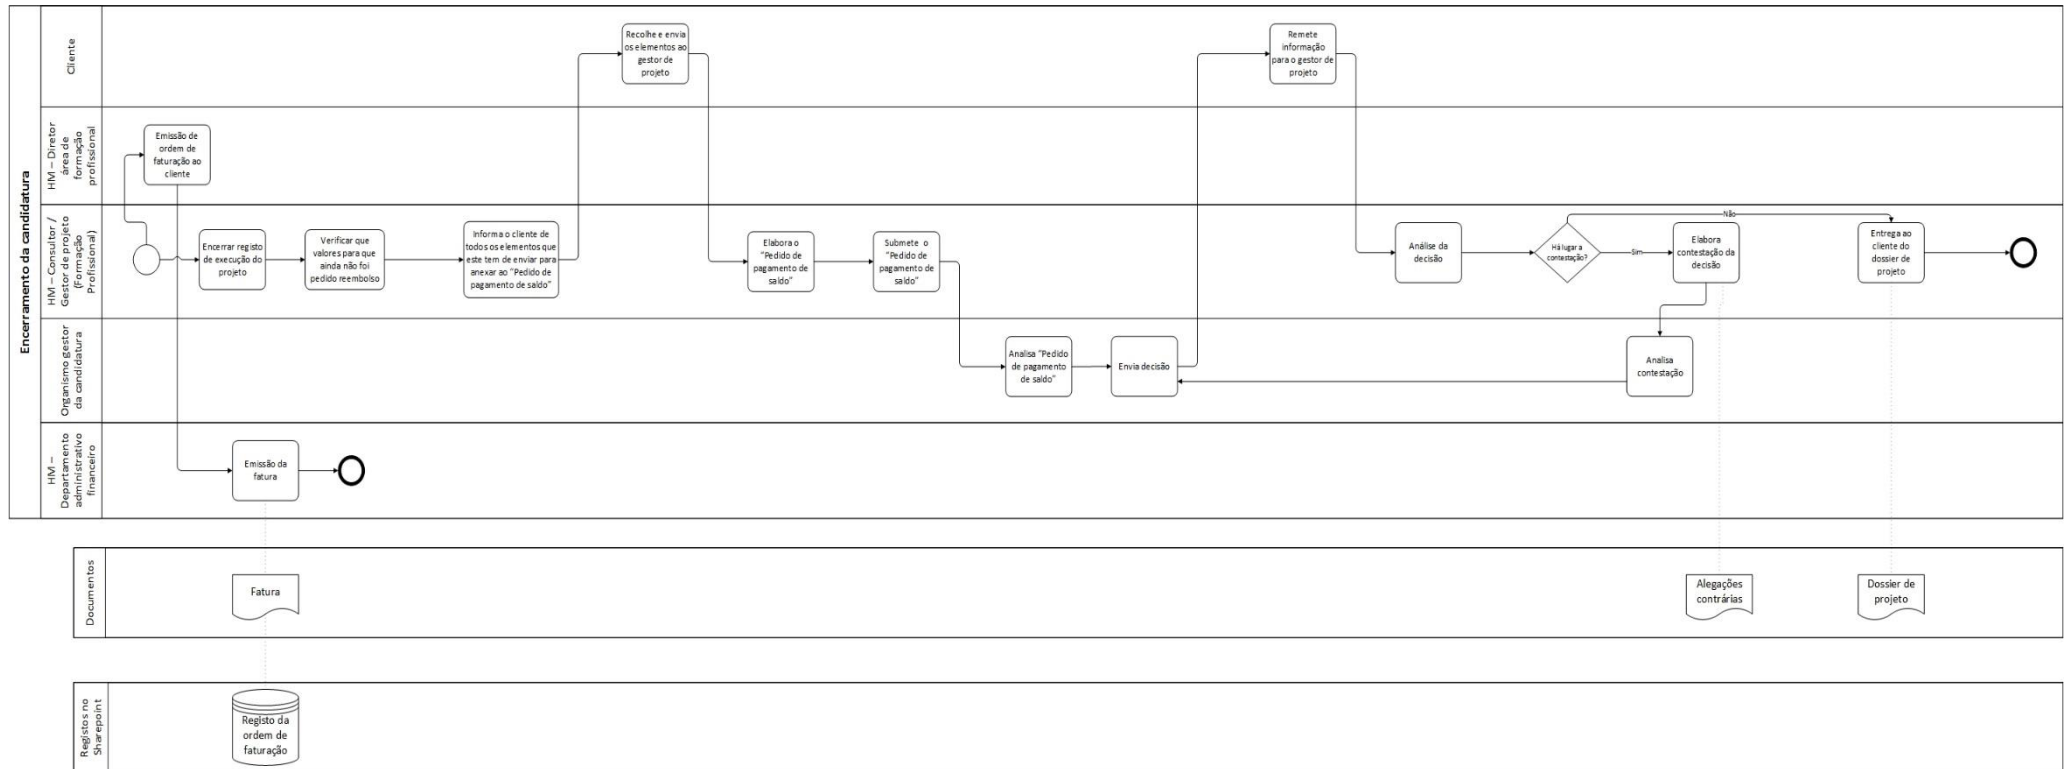 Encerramento da candidatura
Cliente
Recolhe e envia
os elementos ao
gestor de
projeto
Remete
informação
para o gestor de
projeto
HM – Diretor
área de
formação
profissional
Emissão de
ordem de
faturação ao
cliente
HM – Consultor /
Gestor de projeto
(Formação
Profissional)
Encerrar registo
de execução do
projeto
Verificar que
valores para que
ainda não foi
pedido reembolso
Informa o cliente de
todos os elementos que
este tem de enviar para
anexar ao "Pedido de
pagamento de saldo"
Elabora o
"Pedido de
pagamento de
saldo"
Submete o
"Pedido de
pagamento de
saldo"
Análise da
decisão
Há lugar a
contestação?
Não
Sim
Elabora
contestação da
decisão
Entrega ao
cliente do
dossier de
projeto
Organismo gestor
da candidatura
Analisa "Pedido
de pagamento
de saldo"
Envia decisão
Analisa
contestação
HM –
Departamento
administrativo
financeiro
Emissão da
fatura
Documentos
Fatura
Alegações
contrárias
Dossier de
projeto
Registos no
Sharepoint
Registo da
ordem de
faturação